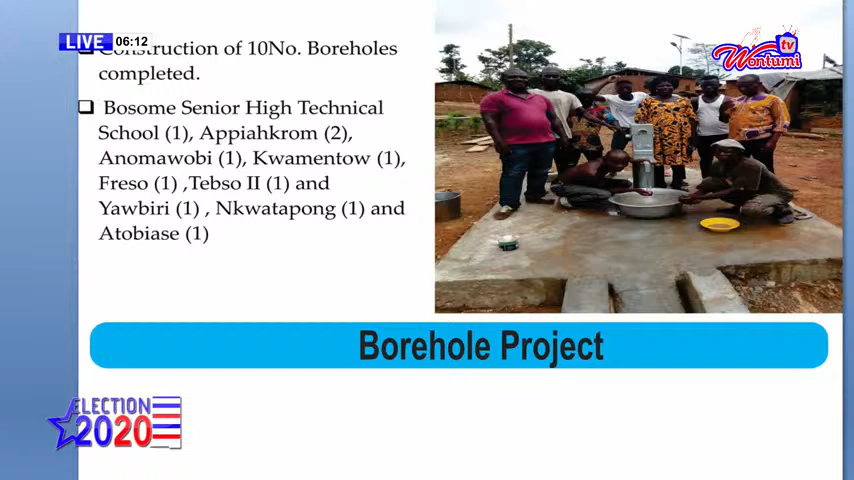 LIVE 06:12
Construction of 10No. Boreholes
completed.
Bosome Senior High Technical
School (1), Appiahkrom (2),
Anomawobi (1), Kwamentow (1),
Freso (1) ,Tebso II (1) and
Yawbiri (1) , Nkwatapong (1) and
Atobiase (1)
tv
Wontumi
Borehole Project
ELECTION
2020